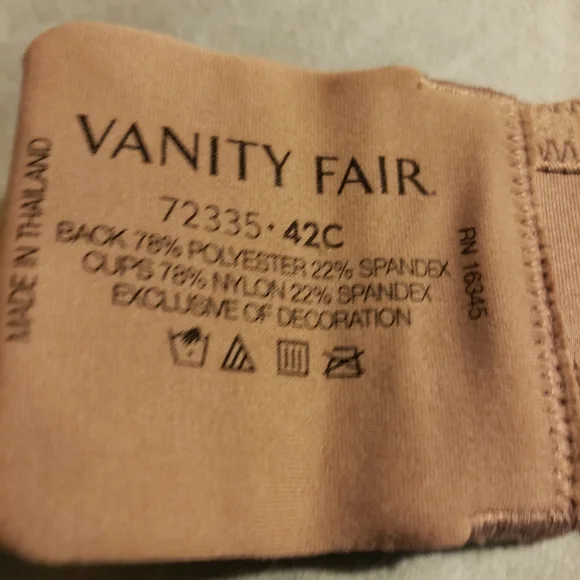 VANITY FAIR.
72335·42C
BACK 78% POLYESTER 22% SPANDEX
CUPS 78% NYLON 22% SPANDEX
EXCLUSIVE OF DECORATION
MADE IN THAILAND
RN 16345